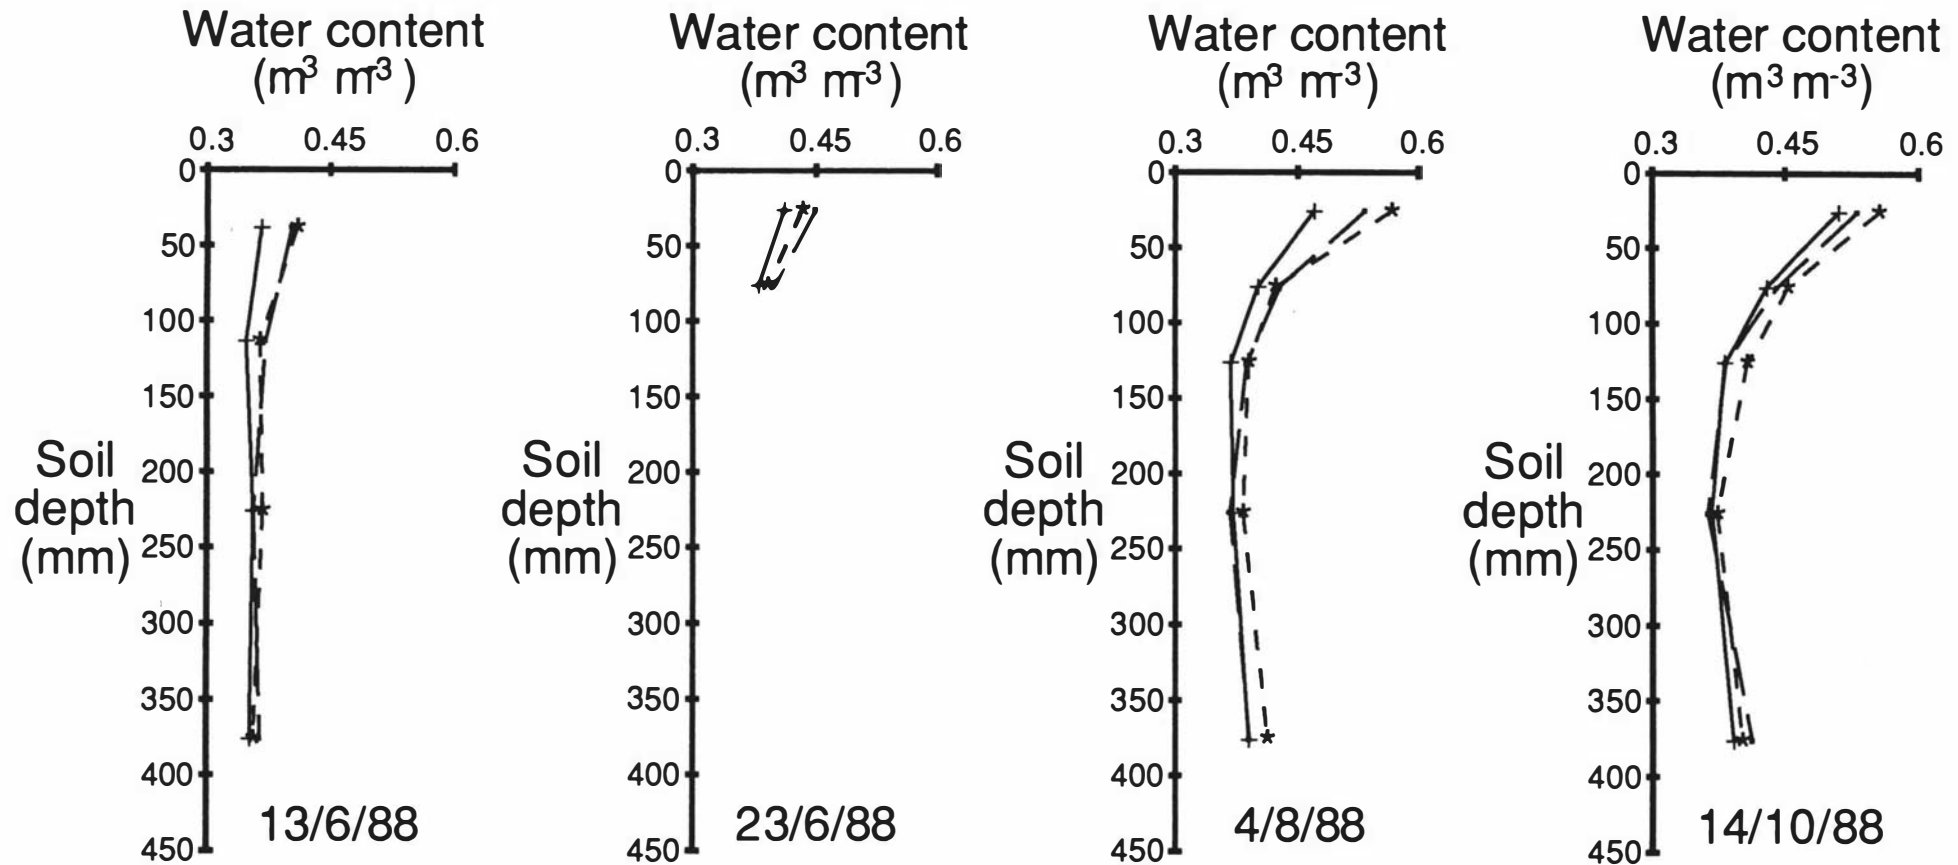 Water content
(m³ m⁻³)
0.3 0.45 0.6
0
50
100
150
200
250
300
350
400
450
Soil
depth
(mm)
13/6/88
Water content
(m³ m⁻³)
0.3 0.45 0.6
0
50
100
150
200
250
300
350
400
450
Soil
depth
(mm)
23/6/88
Water content
(m³ m⁻³)
0.3 0.45 0.6
0
50
100
150
200
250
300
350
400
450
Soil
depth
(mm)
4/8/88
Water content
(m³ m⁻³)
0.3 0.45 0.6
0
50
100
150
200
250
300
350
400
450
Soil
depth
(mm)
14/10/88